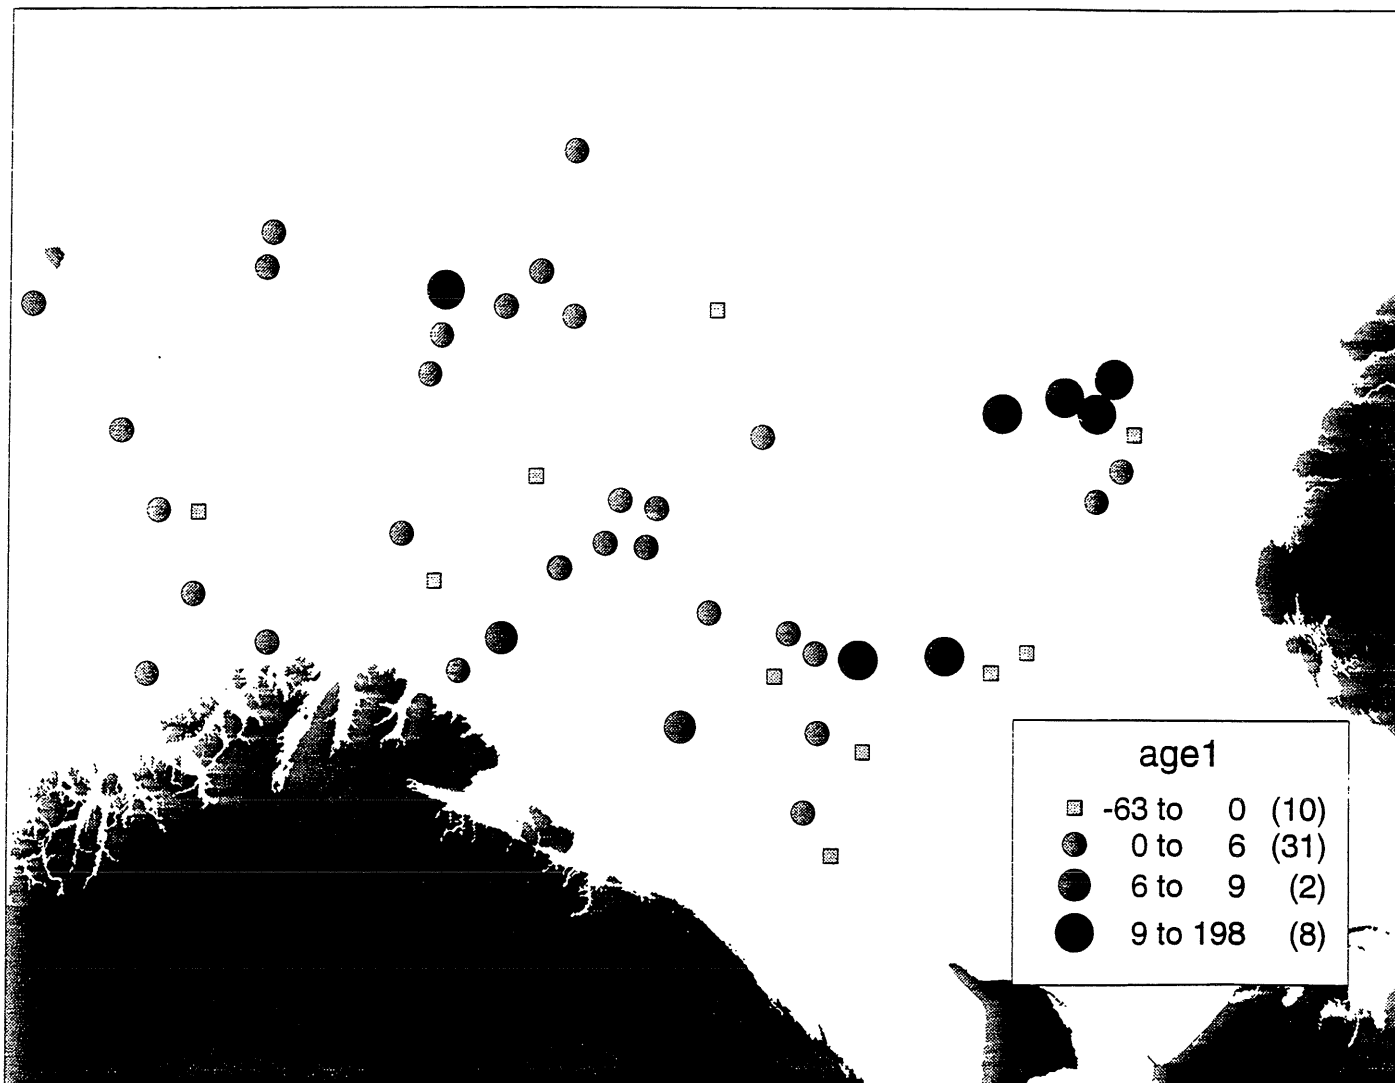 age1
-63 to 0 (10)
0 to 6 (31)
6 to 9 (2)
9 to 198 (8)